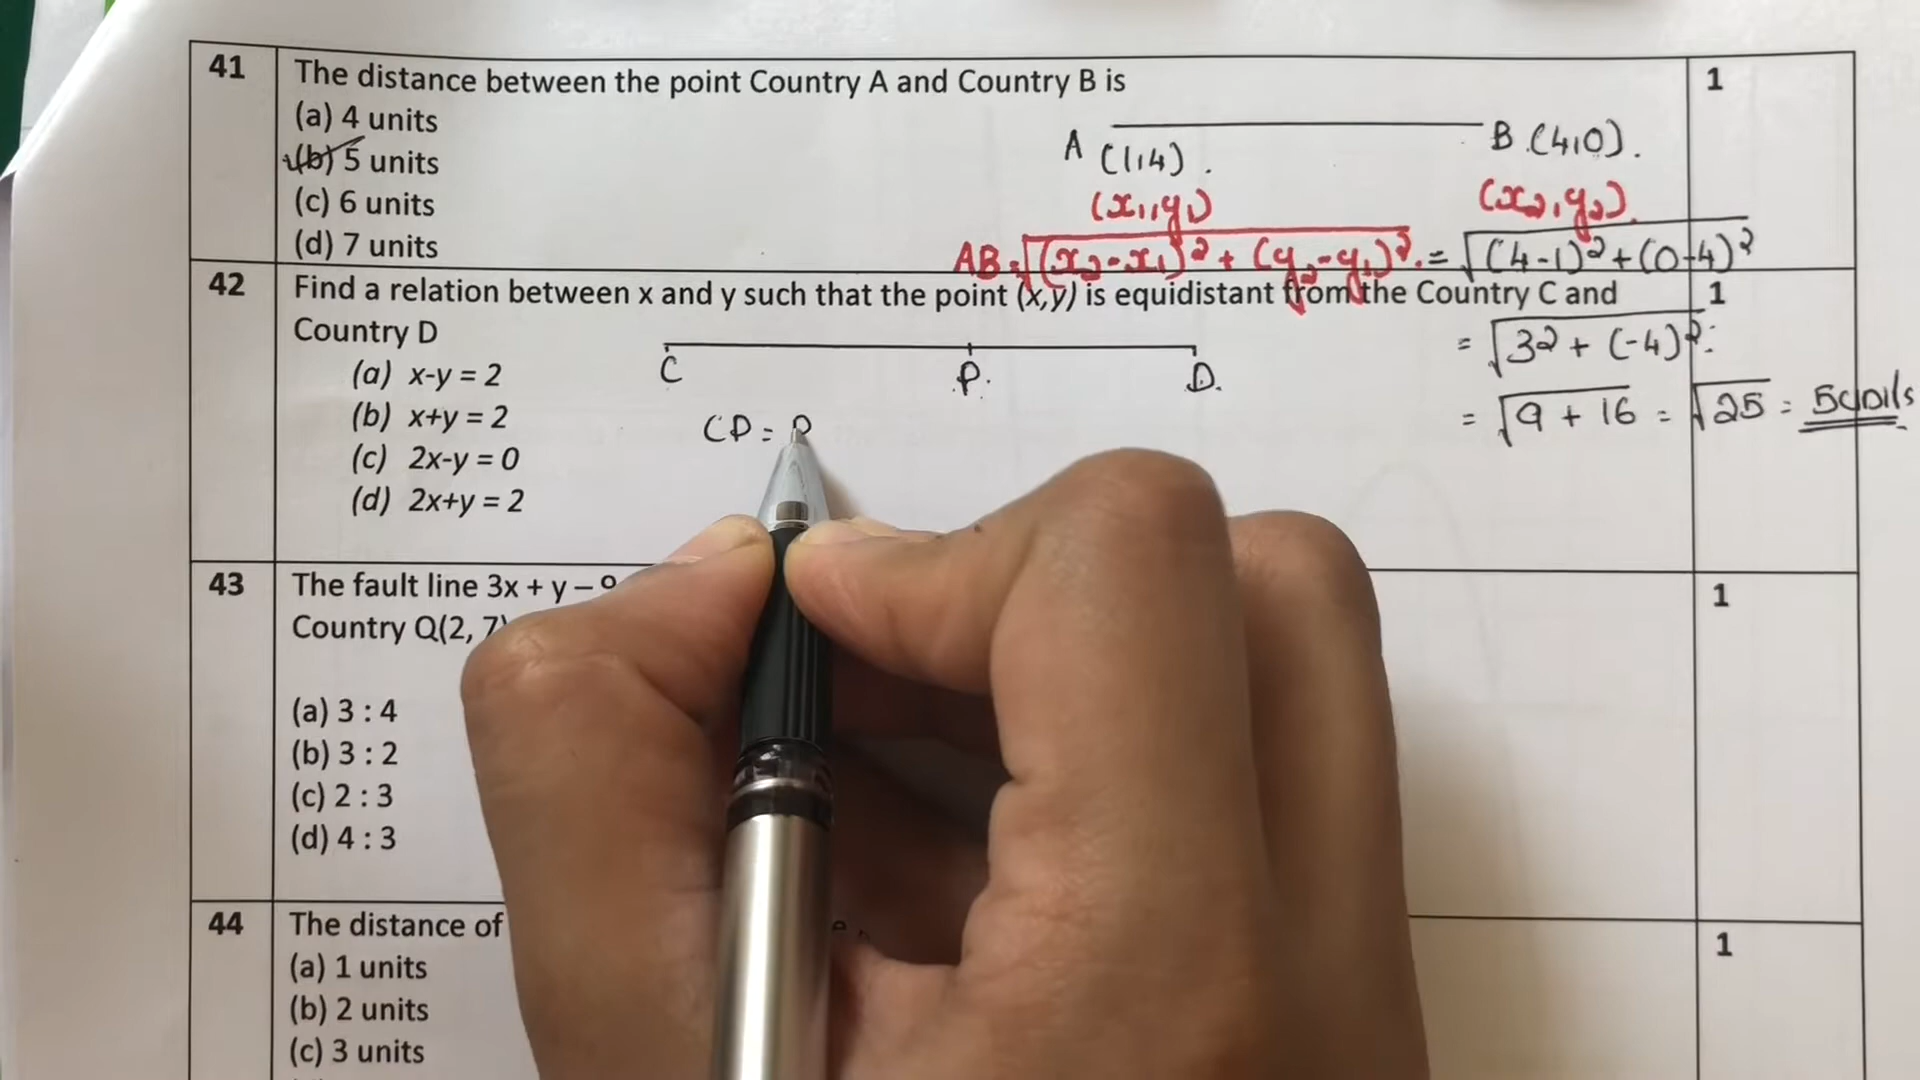 41 The distance between the point Country A and Country B is 1
(a) 4 units
(b) 5 units
(c) 6 units
(d) 7 units
A (1,4). B (4,0).
(x₁,y₁) (x₂,y₂).
AB = √(x₂-x₁)² + (y₂-y₁)². = √(4-1)²+(0-4)²
= √3² + (-4)²
= √9 + 16 = √25 = 5units
42 Find a relation between x and y such that the point (x,y) is equidistant from the Country C and 1
Country D
(a) x-y = 2
(b) x+y = 2
(c) 2x-y = 0
(d) 2x+y = 2
C P. D.
CP = P
43 The fault line 3x + y – 1
Country Q(2, 7)
(a) 3 : 4
(b) 3 : 2
(c) 2 : 3
(d) 4 : 3
44 The distance of 1
(a) 1 units
(b) 2 units
(c) 3 units